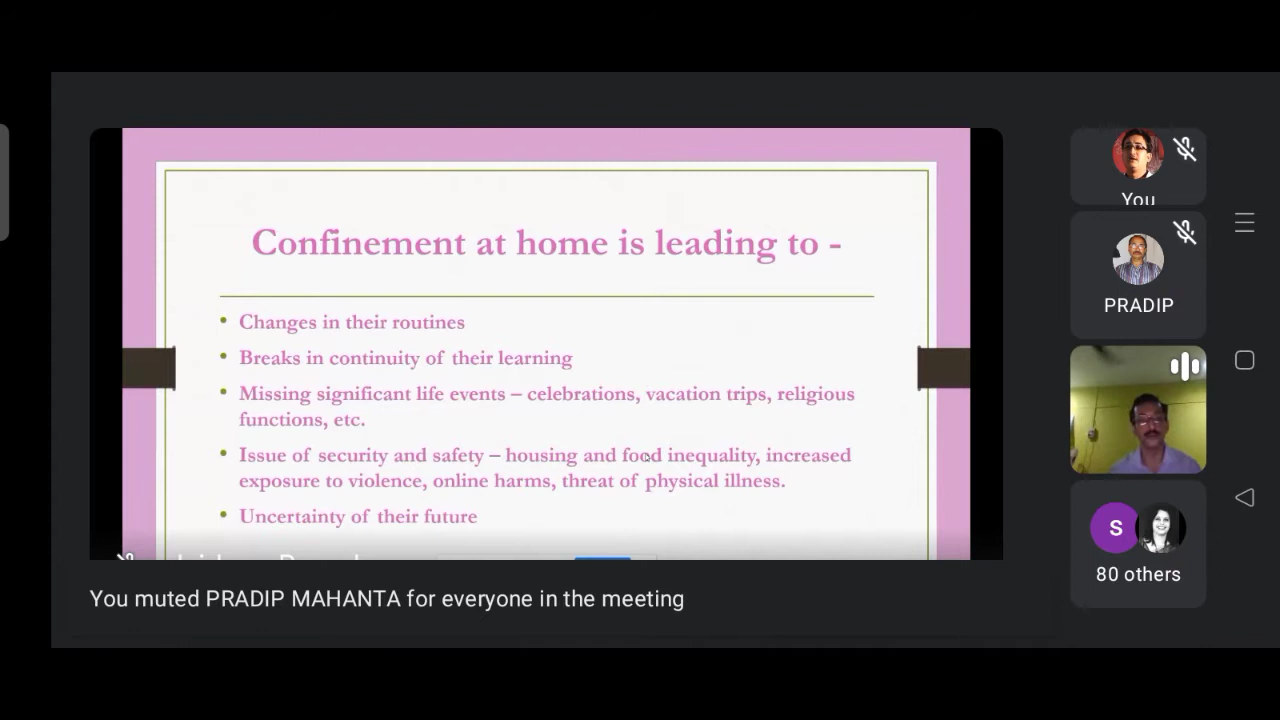 Confinement at home is leading to -
• Changes in their routines
• Breaks in continuity of their learning
• Missing significant life events – celebrations, vacation trips, religious
functions, etc.
• Issue of security and safety – housing and food inequality, increased
exposure to violence, online harms, threat of physical illness.
• Uncertainty of their future
You muted PRADIP MAHANTA for everyone in the meeting
You
PRADIP
S
80 others